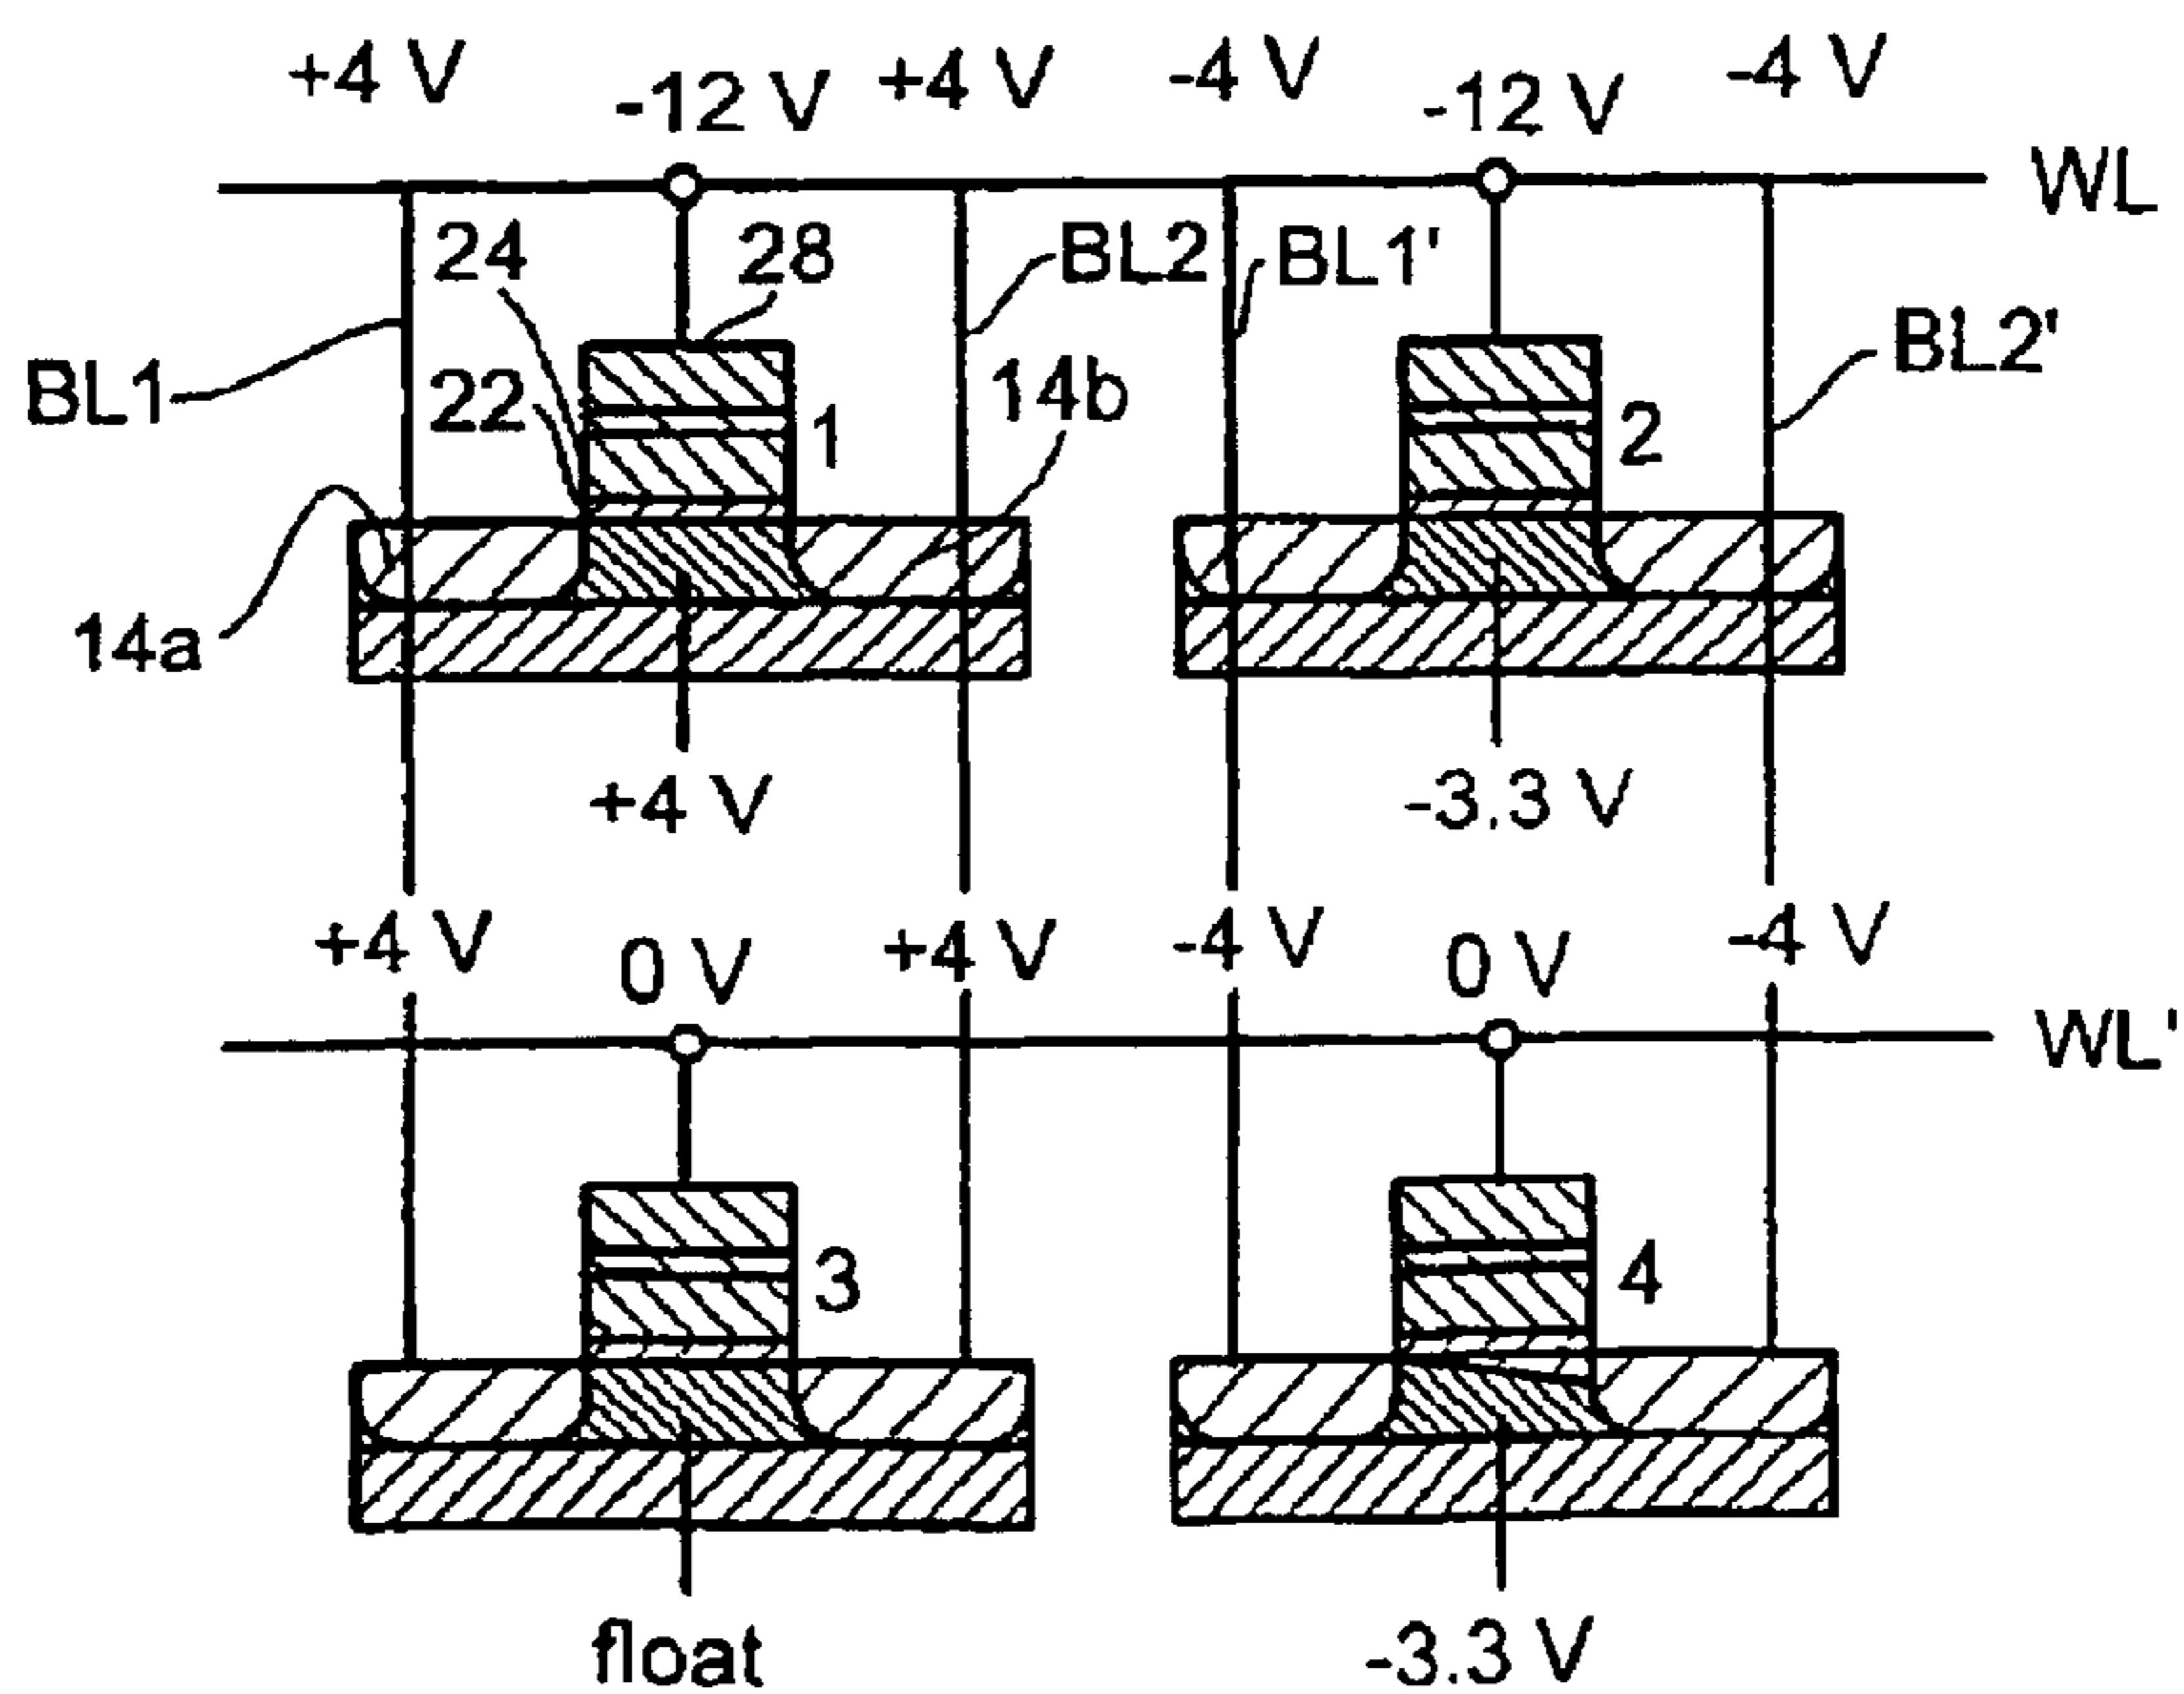 +4 V -12 V +4 V -4 V -12 V -4 V
WL
24 28 BL2 BL1' BL2'
BL1 22 1 14b 2
14a
+4 V -3.3 V
+4 V 0 V +4 V -4 V 0 V -4 V
WL'
3 4
float -3.3 V